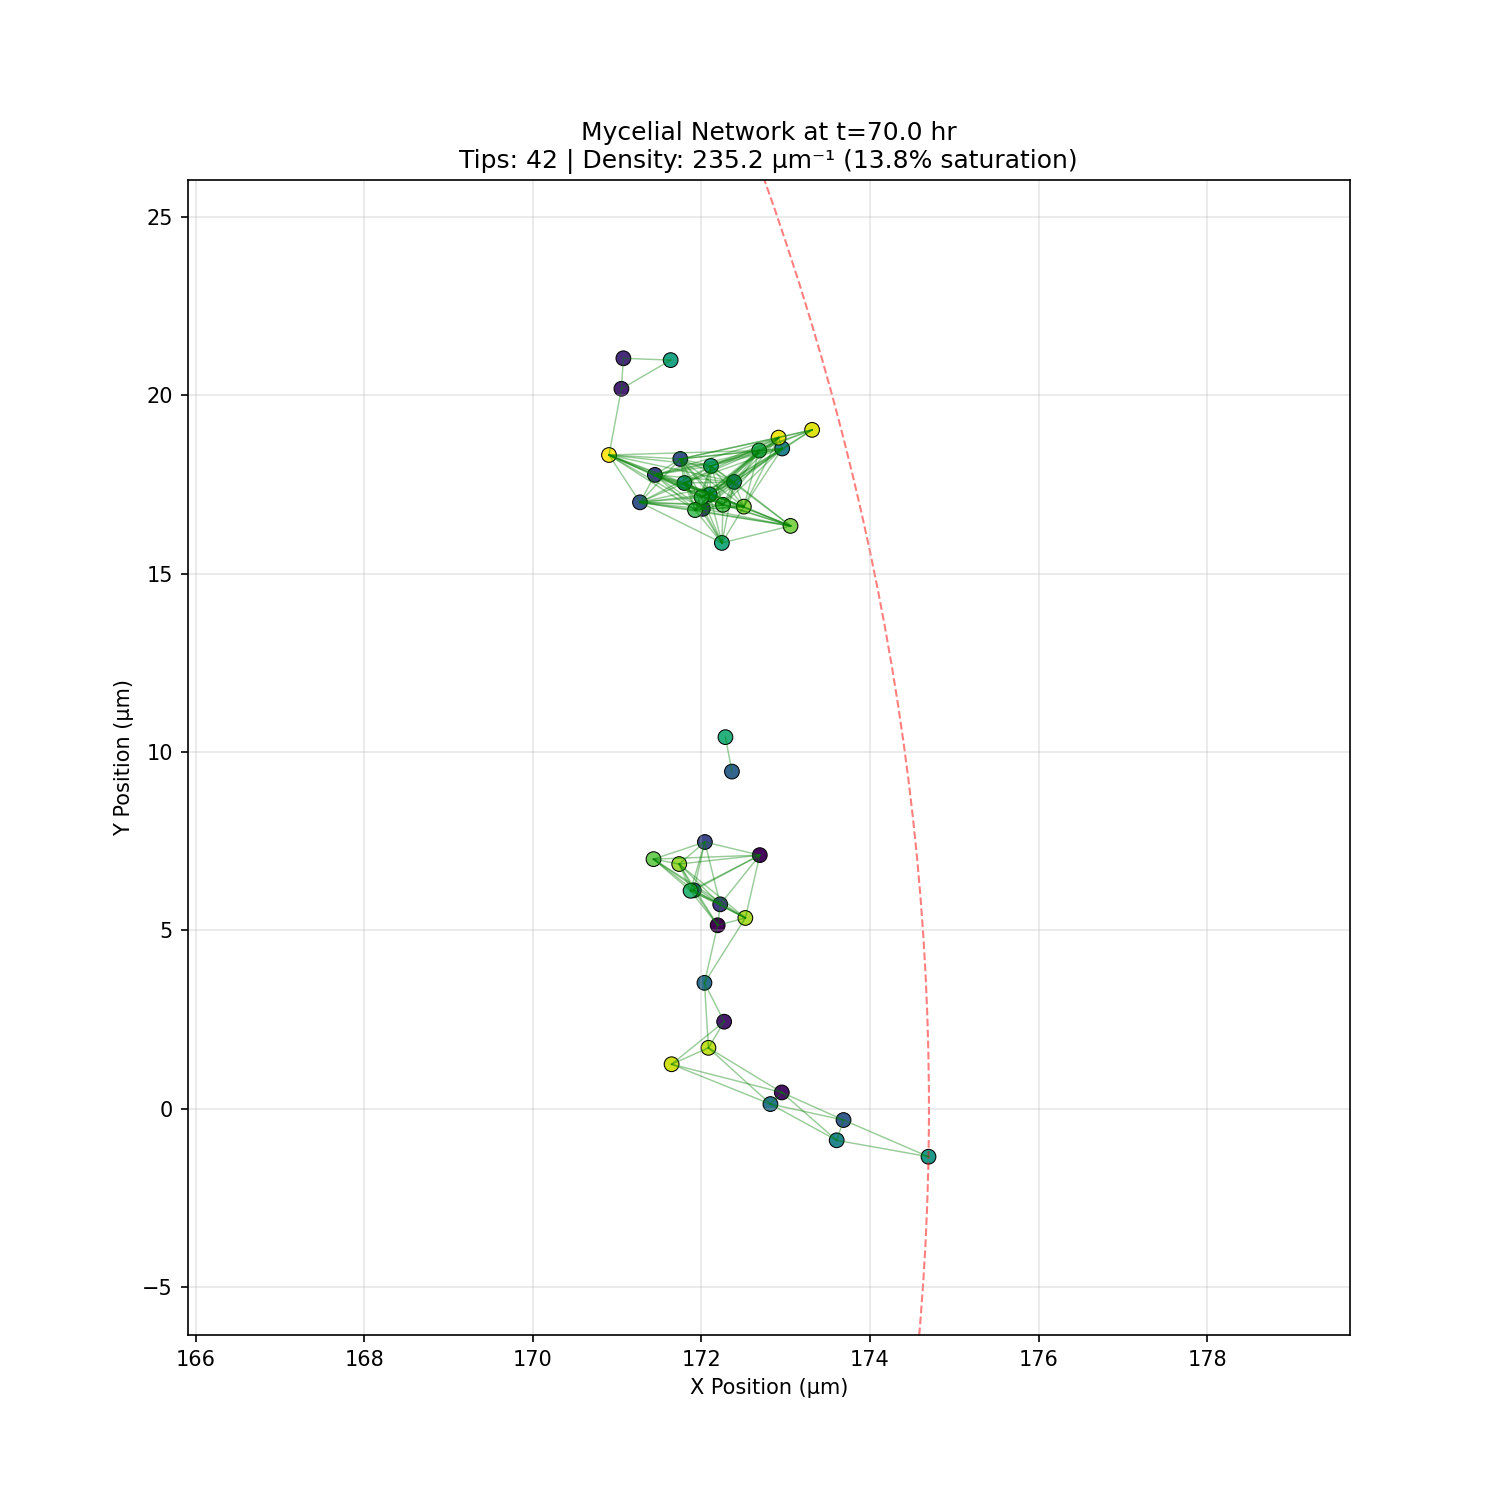 Mycelial Network at t=70.0 hr
Tips: 42 | Density: 235.2 μm⁻¹ (13.8% saturation)
25
20
15
10
5
0
−5
Y Position (μm)
166 168 170 172 174 176 178
X Position (μm)